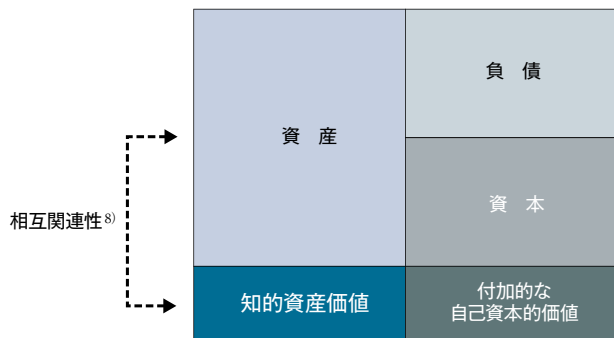 負　債
資　産
相互関連性8)
資　本
知的資産価値
付加的な
自己資本的価値